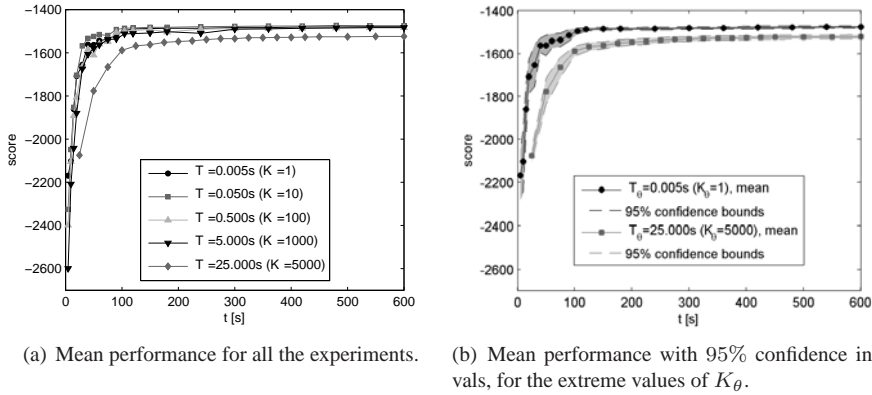 (a)
−1400
−1500
−1600
−1800
−2000
−2200
−2400
−2600
score
0
100
200
300
400
500
600
t [s]
T =0.005s (K =1)
T =0.050s (K =10)
T =0.500s (K =100)
T =5.000s (K =1000)
T =25.000s (K =5000)
(a) Mean performance for all the experiments.
b)
-1400
-1500
-1600
-1800
-2000
-2200
-2400
-2600
score
0
100
200
300
400
500
600
t [s]
Tθ=0.005s (Kθ=1), mean
95% confidence bounds
Tθ=25.000s (Kθ=5000), mean
95% confidence bounds
(b) Mean performance with 95% confidence in
vals, for the extreme values of Kθ.